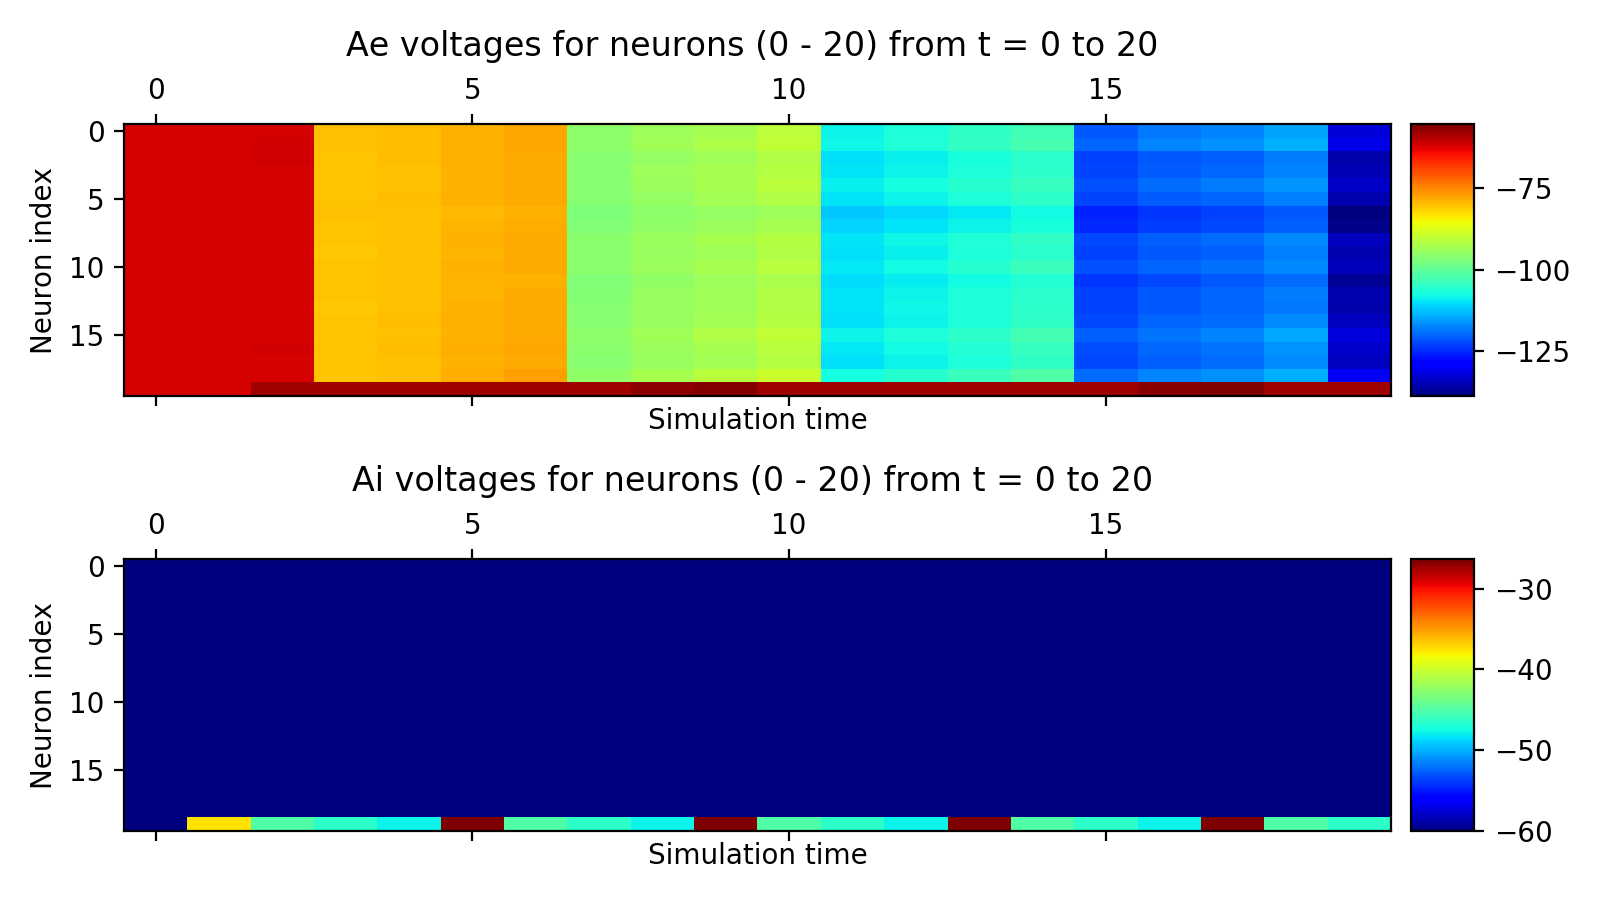 Ae voltages for neurons (0 - 20) from t = 0 to 20
0 5 10 15
Neuron index
0
5
10
15
Simulation time
−75
−100
−125
Ai voltages for neurons (0 - 20) from t = 0 to 20
0 5 10 15
Neuron index
0
5
10
15
Simulation time
−30
−40
−50
−60